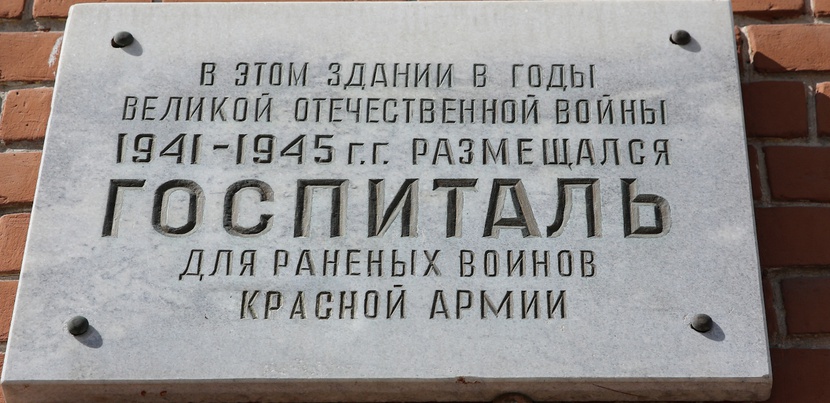 В ЭТОМ ЗДАНИИ В ГОДЫ
ВЕЛИКОЙ ОТЕЧЕСТВЕННОЙ ВОЙНЫ
1941-1945 г.г. РАЗМЕЩАЛСЯ
ГОСПИТАЛЬ
ДЛЯ РАНЕНЫХ ВОИНОВ
КРАСНОЙ АРМИИ